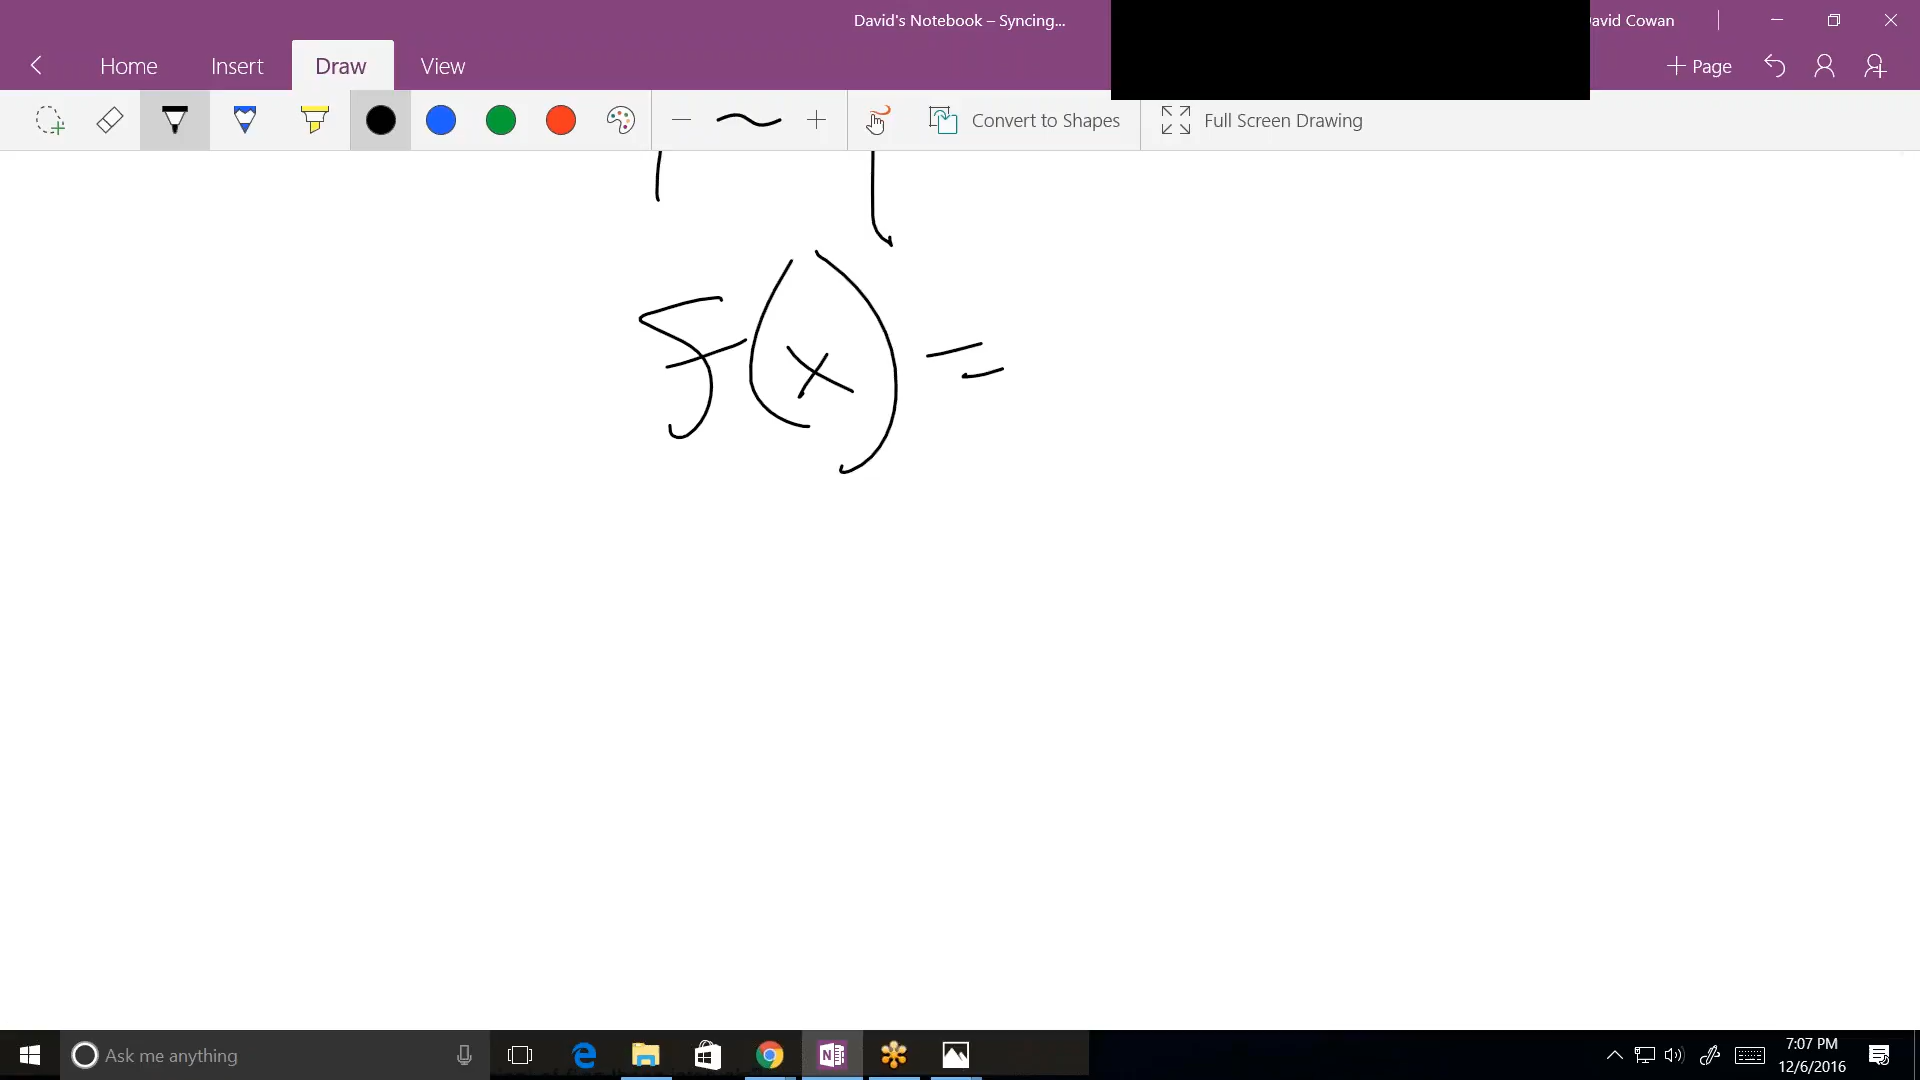 David's Notebook – Syncing...
avid Cowan
Home Insert Draw View
Page
Convert to Shapes Full Screen Drawing
f(x) =
Ask me anything
7:07 PM
12/6/2016